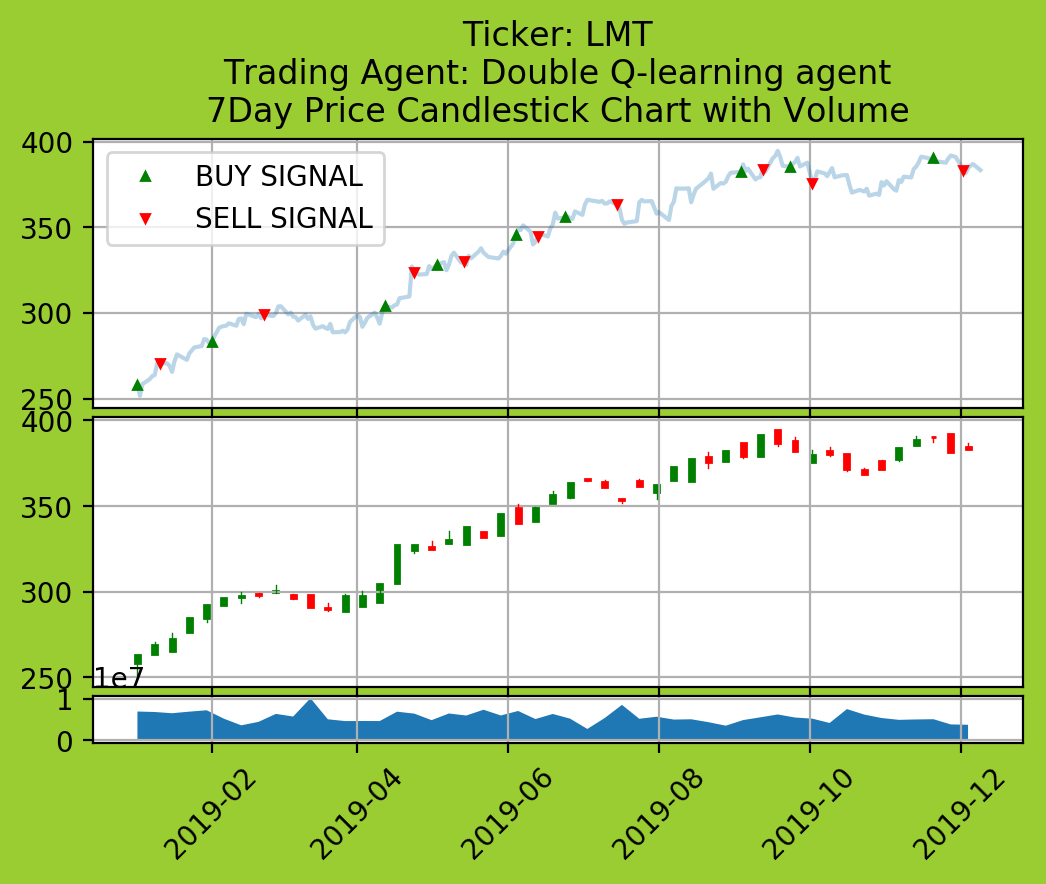 Ticker: LMT
Trading Agent: Double Q-learning agent
7Day Price Candlestick Chart with Volume
400
BUY SIGNAL
SELL SIGNAL
350
300
250
400
350
300
250
1e7
1
0
2019-02
2019-04
2019-06
2019-08
2019-10
2019-12